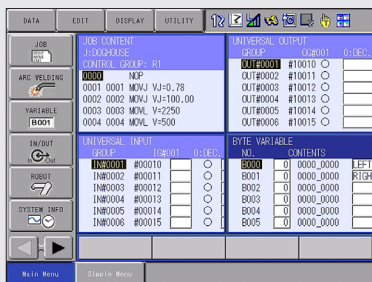 DATA EDIT DISPLAY UTILITY
JOB
ARC WELDING
VARIABLE
B001
IN/OUT
ROBOT
SYSTEM INFO
JOB CONTENT
J:DOGHOUSE
CONTROL GROUP: R1
0000 NOP
0001 0001 MOVJ VJ=0.78
0002 0002 MOVJ VJ=100.00
0003 0003 MOVL V=2250
0004 0004 MOVL V=500
UNIVERSAL OUTPUT
GROUP OG#001 0:DEC.
OUT#0001 #10010
OUT#0002 #10011
OUT#0003 #10012
OUT#0004 #10013
OUT#0005 #10014
OUT#0006 #10015
UNIVERSAL INPUT
GROUP IG#001 0:DEC.
IN#0001 #00010
IN#0002 #00011
IN#0003 #00012
IN#0004 #00013
IN#0005 #00014
IN#0006 #00015
BYTE VARIABLE
NO. CONTENTS
B000 0 0000_0000 LEFT
B001 0 0000_0000 RIGH
B002 0 0000_0000
B003 0 0000_0000
B004 0 0000_0000
B005 0 0000_0000
Main Menu Simple Menu